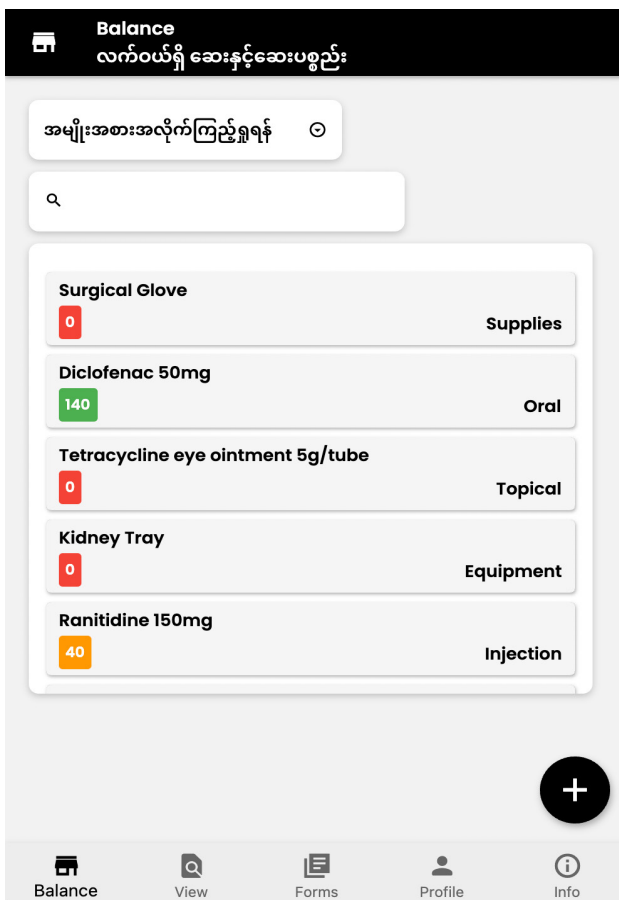 Balance
လက်ဝယ်ရှိ ဆေးနှင့်ဆေးပစ္စည်း
အမျိုးအစားအလိုက်ကြည့်ရှုရန်
Surgical Glove
0
Supplies
Diclofenac 50mg
140
Oral
Tetracycline eye ointment 5g/tube
0
Topical
Kidney Tray
0
Equipment
Ranitidine 150mg
40
Injection
Balance
View
Forms
Profile
Info